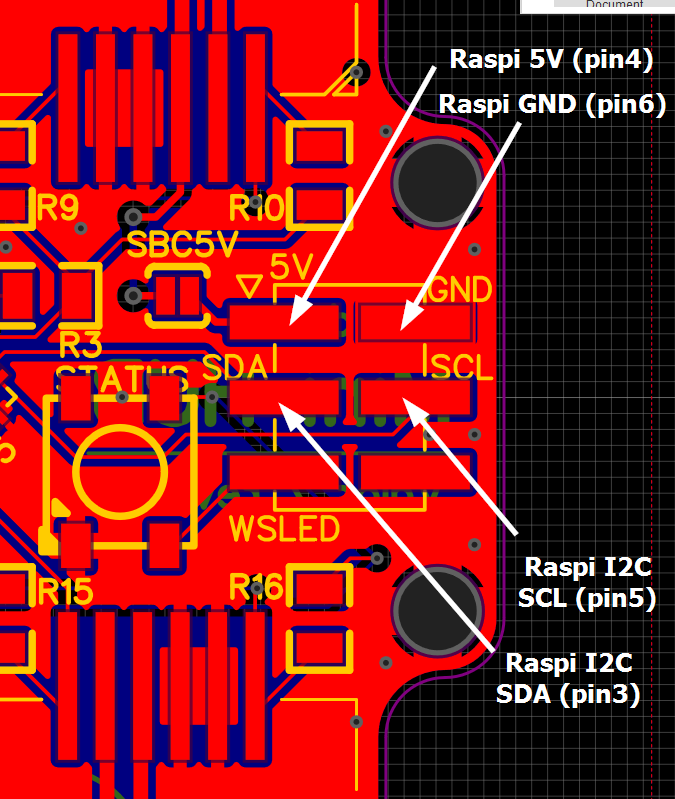 Document
Raspi 5V (pin4)
Raspi GND (pin6)
R9
R10
SBC5V
5V
GND
R3
SDA
SCL
STATUS
WSLED
Raspi I2C
SCL (pin5)
R15
R16
Raspi I2C
SDA (pin3)